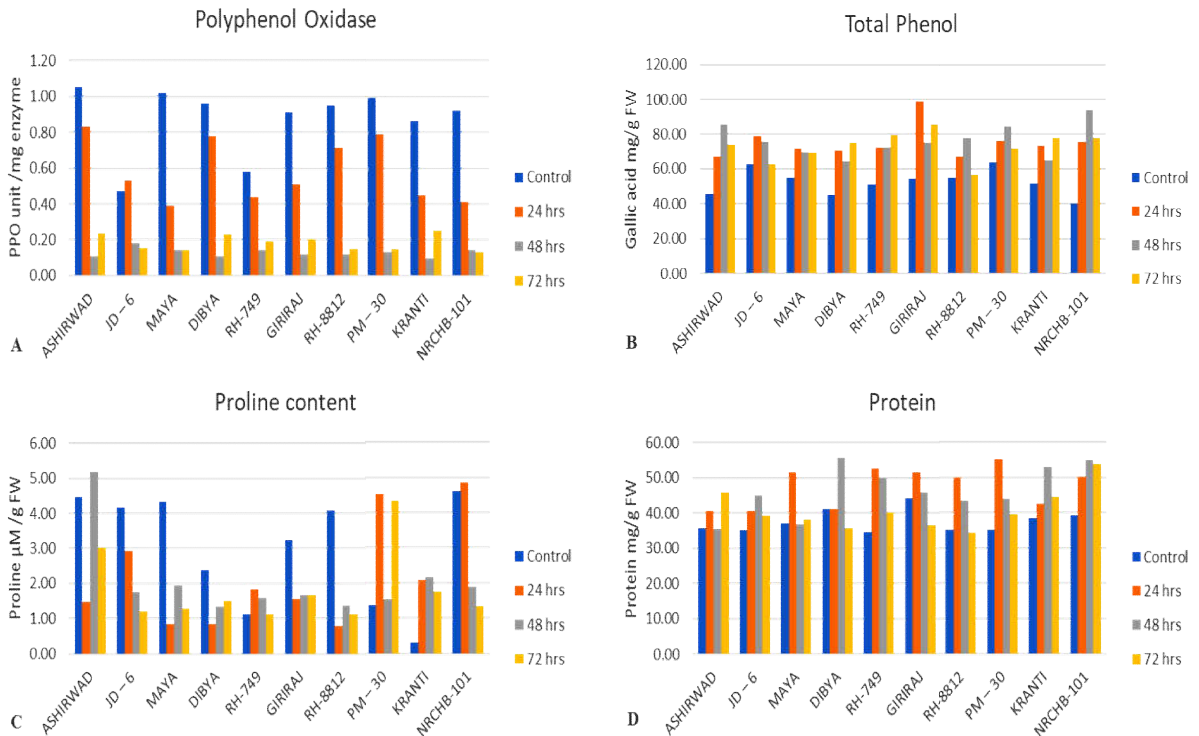 Polyphenol Oxidase
PPO unit /mg enzyme
1.20
1.00
0.80
0.60
0.40
0.20
0.00
ASHIRWAD
JD – 6
MAYA
DIBYA
RH-749
GIRIRAJ
RH-8812
PM – 30
KRANTI
NRCHB-101
Control
24 hrs
48 hrs
72 hrs
A
Total Phenol
Gallic acid mg/g FW
120.00
100.00
80.00
60.00
40.00
20.00
0.00
ASHIRWAD
JD – 6
MAYA
DIBYA
RH-749
GIRIRAJ
RH-8812
PM – 30
KRANTI
NRCHB-101
Control
24 hrs
48 hrs
72 hrs
B
Proline content
Proline µM /g FW
6.00
5.00
4.00
3.00
2.00
1.00
0.00
ASHIRWAD
JD – 6
MAYA
DIBYA
RH-749
GIRIRAJ
RH-8812
PM – 30
KRANTI
NRCHB-101
Control
24 hrs
48 hrs
72 hrs
C
Protein
Protein mg/g FW
60.00
50.00
40.00
30.00
20.00
10.00
0.00
ASHIRWAD
JD – 6
MAYA
DIBYA
RH-749
GIRIRAJ
RH-8812
PM – 30
KRANTI
NRCHB-101
Control
24 hrs
48 hrs
72 hrs
D